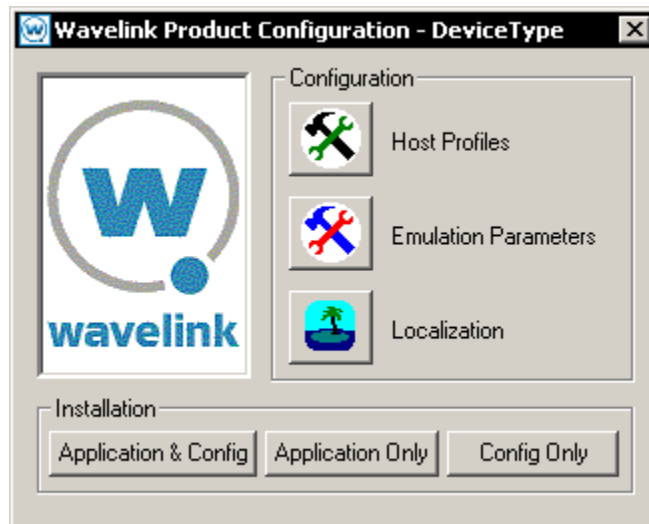 Wavelink Product Configuration - DeviceType
wavelink
Configuration
Host Profiles
Emulation Parameters
Localization
Installation
Application & Config
Application Only
Config Only